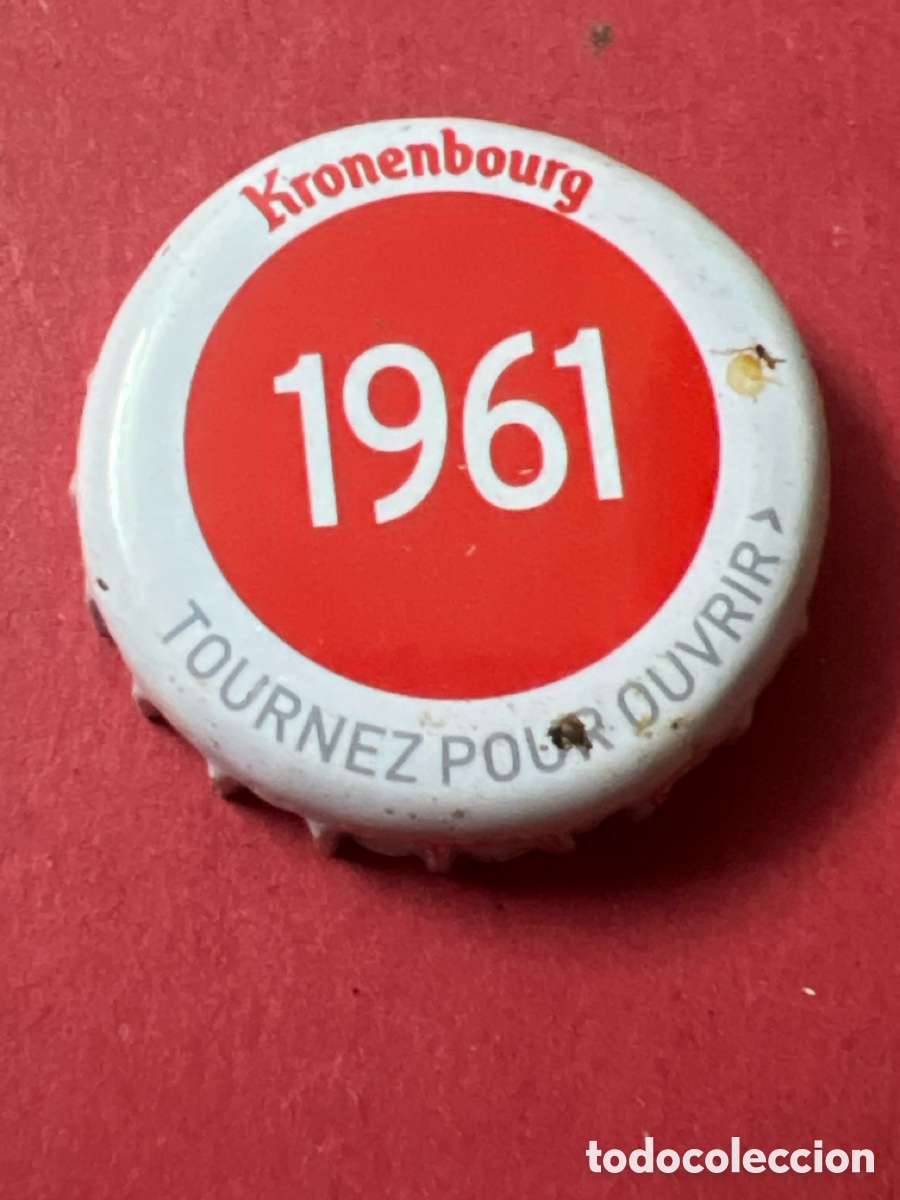 Kronenbourg
1961
TOURNEZ POUR OUVRIR >
todocoleccion